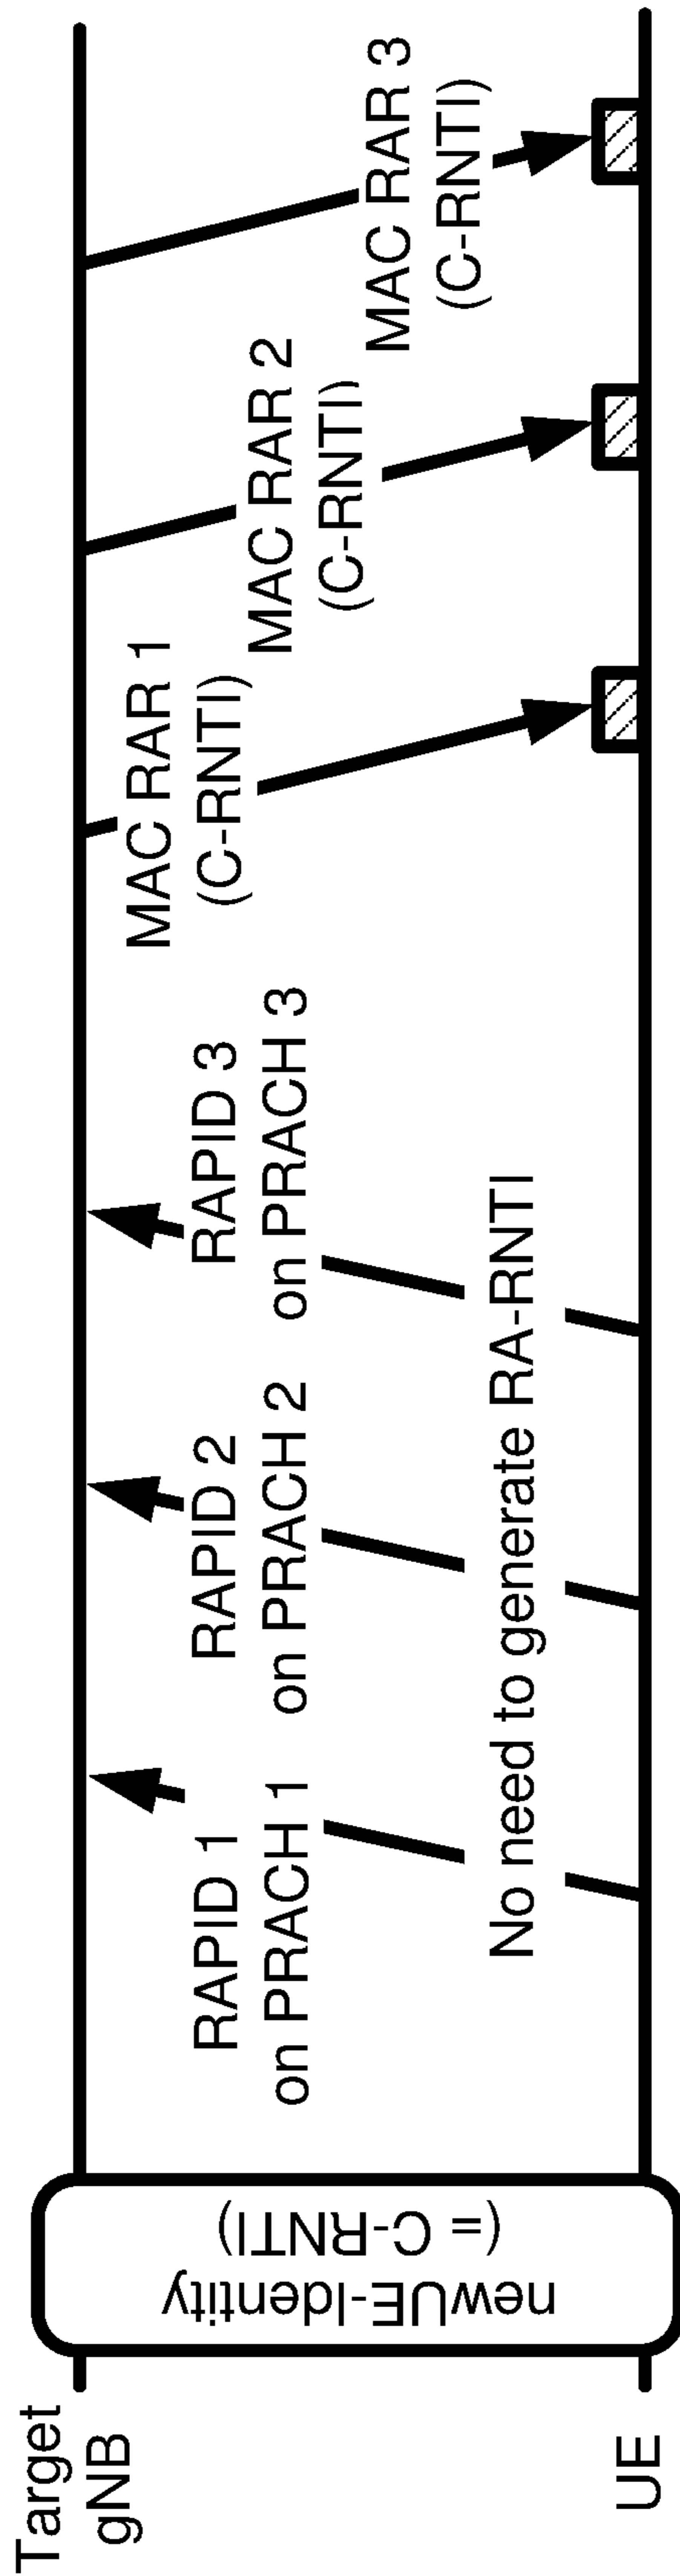 Target
gNB
UE
newUE-Identity
(= C-RNTI)
RAPID 1
on PRACH 1
RAPID 2
on PRACH 2
RAPID 3
on PRACH 3
No need to generate RA-RNTI
MAC RAR 1
(C-RNTI)
MAC RAR 2
(C-RNTI)
MAC RAR 3
(C-RNTI)